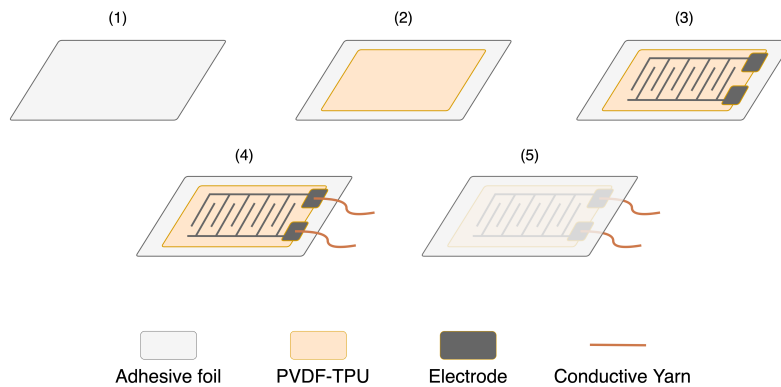 (1)
(2)
(3)
(4)
(5)
Adhesive foil
PVDF-TPU
Electrode
Conductive Yarn